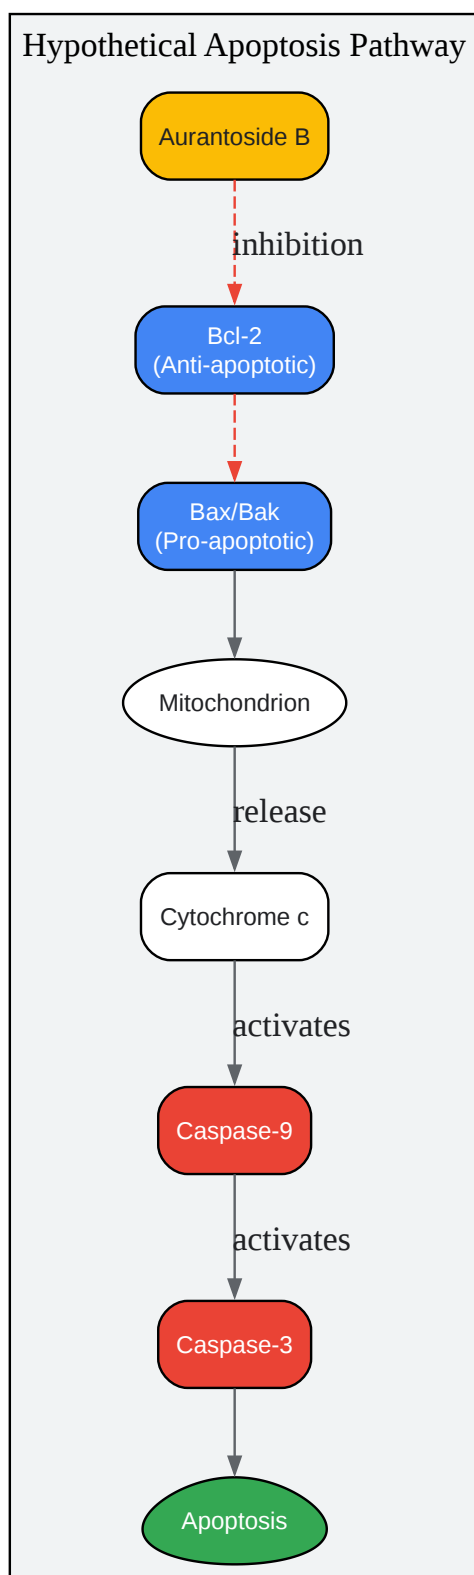 Hypothetical Apoptosis Pathway
Aurantoside B
inhibition
Bcl-2
(Anti-apoptotic)
Bax/Bak
(Pro-apoptotic)
Mitochondrion
release
Cytochrome c
activates
Caspase-9
activates
Caspase-3
Apoptosis